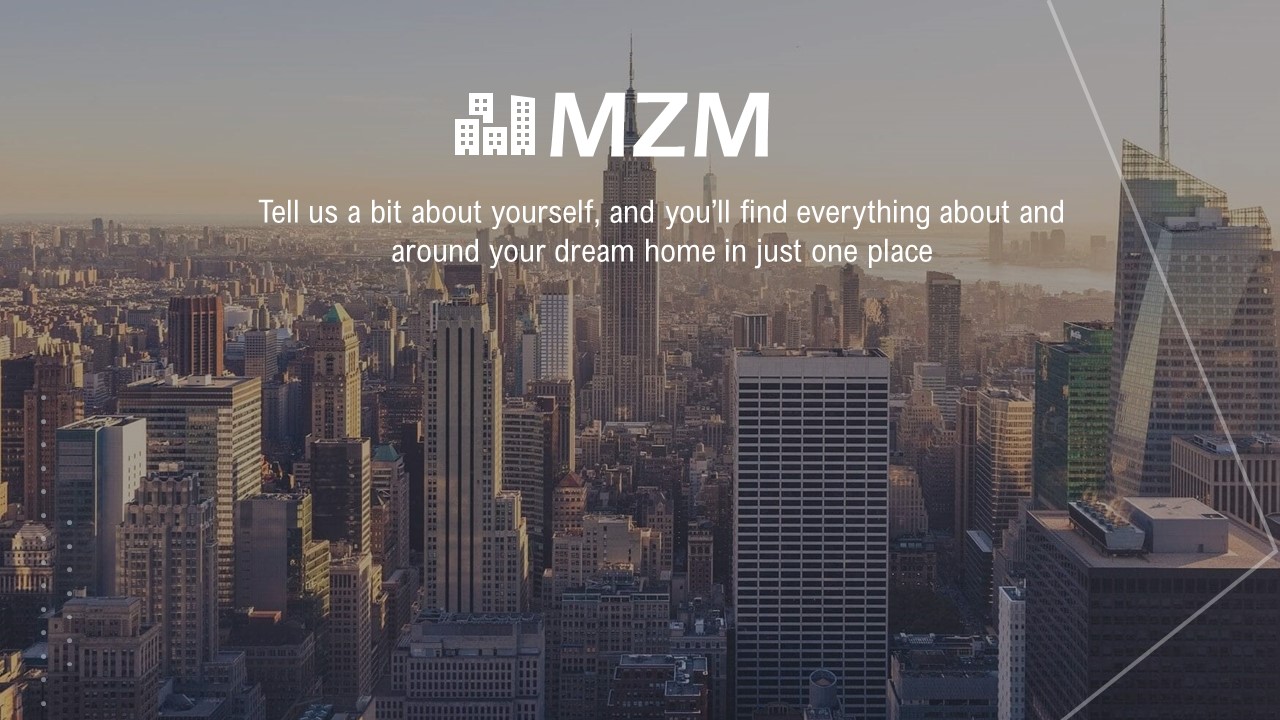 MZM
Tell us a bit about yourself, and you’ll find everything about and
around your dream home in just one place